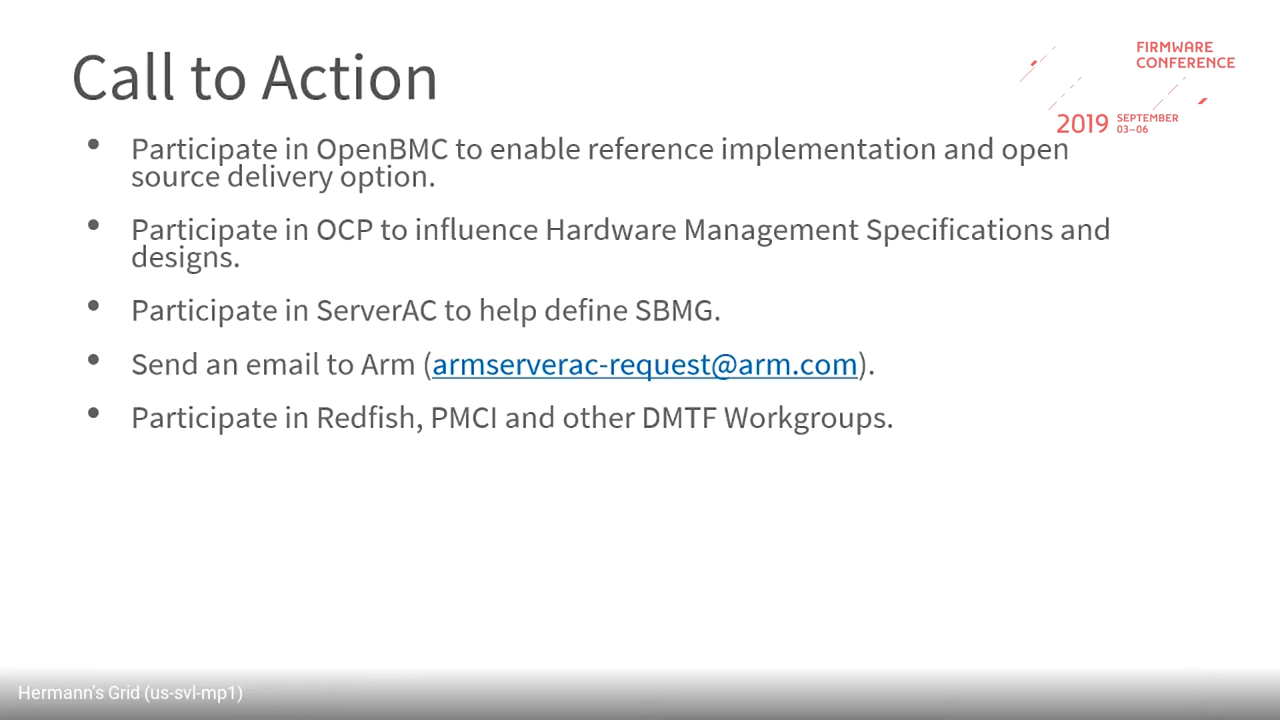 Call to Action
FIRMWARE
CONFERENCE
2019 SEPTEMBER
03–06
• Participate in OpenBMC to enable reference implementation and open
source delivery option.
• Participate in OCP to influence Hardware Management Specifications and
designs.
• Participate in ServerAC to help define SBMG.
• Send an email to Arm (armserverac-request@arm.com).
• Participate in Redfish, PMCI and other DMTF Workgroups.
Hermann's Grid (us-svl-mp1)